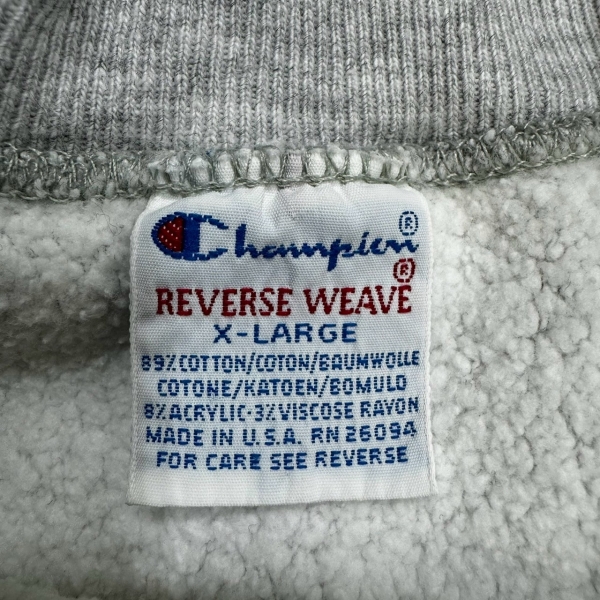 Champion®
REVERSE WEAVE®
X-LARGE
89% COTTON/COTON/BAUMWOLLE
COTONE/KATOEN/BOMULD
8% ACRYLIC·3% VISCOSE RAYON
MADE IN U.S.A. RN 26094
FOR CARE SEE REVERSE